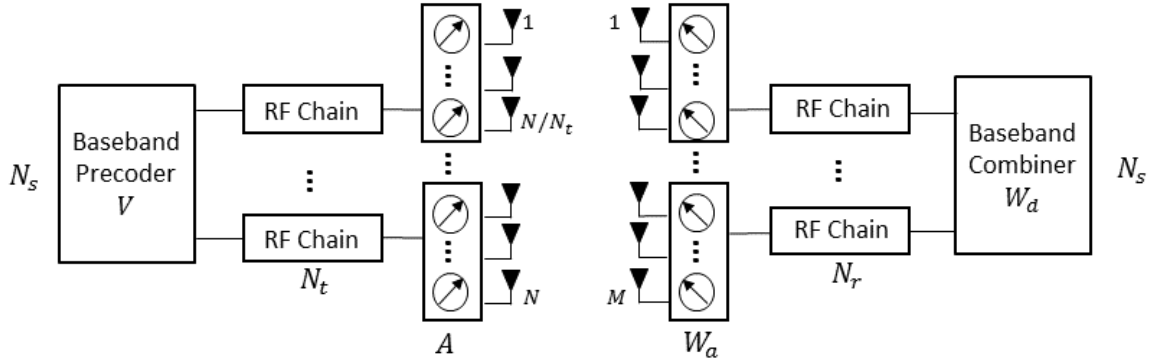 N_s
Baseband
Precoder
V
RF Chain
RF Chain
N_t
1
N/N_t
N
A
1
M
W_a
RF Chain
RF Chain
N_r
Baseband
Combiner
W_d
N_s